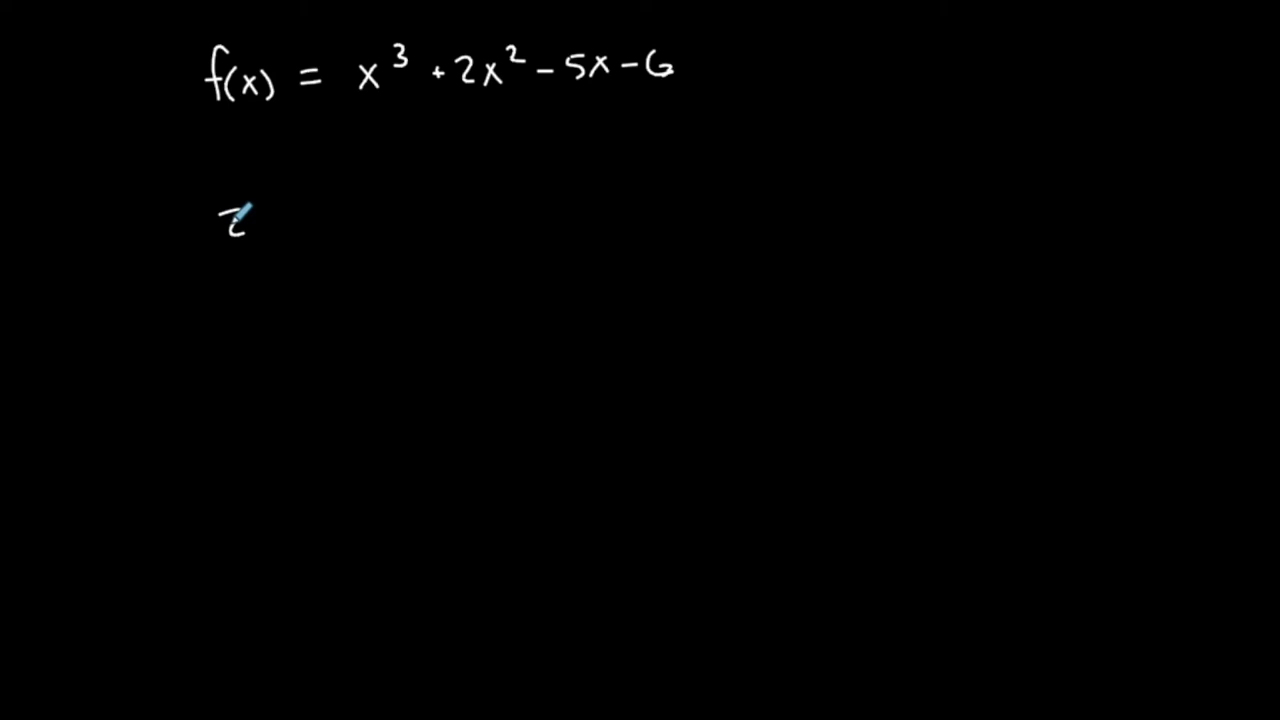 f(x) = x³ + 2x² - 5x - 6